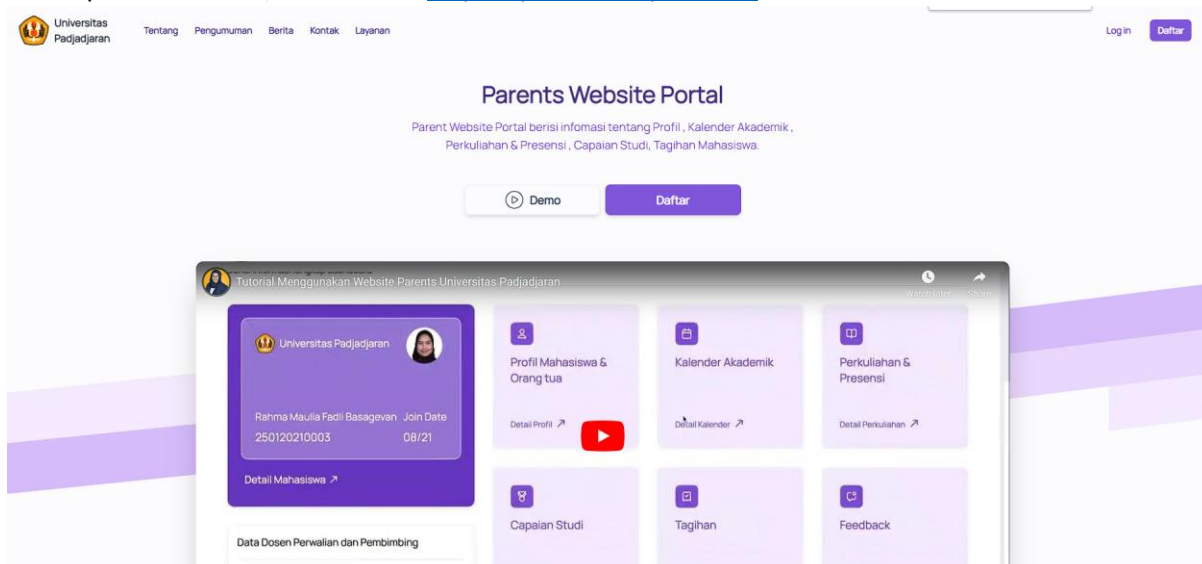 Universitas
Padjadjaran
Tentang Pengumuman Berita Kontak Layanan
Log in Daftar
Parents Website Portal
Parent Website Portal berisi infomasi tentang Profil , Kalender Akademik ,
Perkuliahan & Presensi , Capaian Studi, Tagihan Mahasiswa.
Demo Daftar
Tutorial Menggunakan Website Parents Universitas Padjadjaran
Watch later Share
Universitas Padjadjaran
Rahma Maulia Fadli Basagevan Join Date
250120210003 08/21
Detail Mahasiswa
Data Dosen Perwalian dan Pembimbing
Profil Mahasiswa &
Orang tua
Detail Profil
Kalender Akademik
Detail Kalender
Perkuliahan &
Presensi
Detail Perkuliahan
Capaian Studi
Tagihan
Feedback